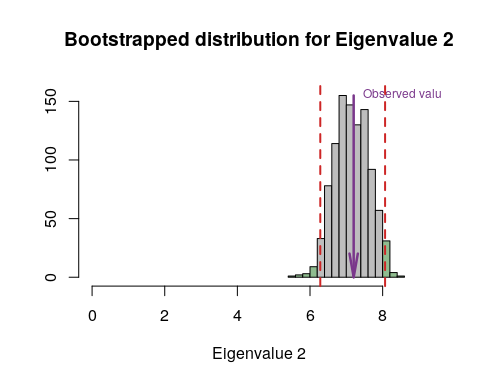 Bootstrapped distribution for Eigenvalue 2
Observed valu
150
100
50
0
0 2 4 6 8
Eigenvalue 2